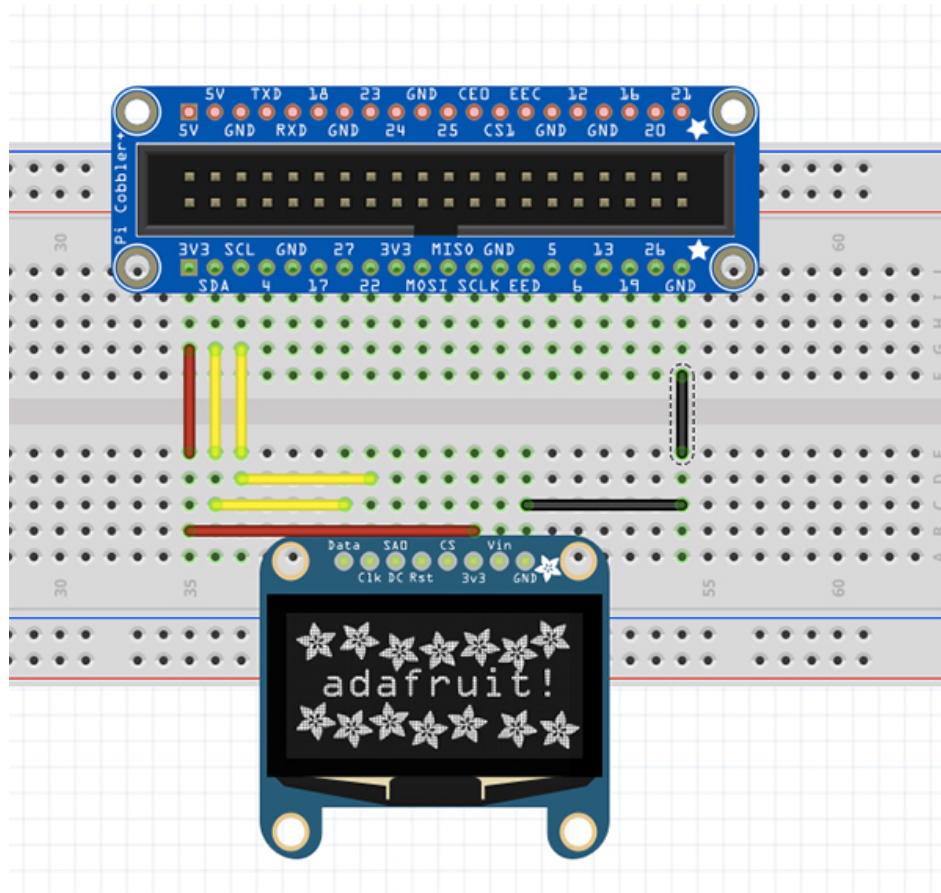 5V TXD 18 23 GND CE0 EEC 12 16 21
5V GND RXD GND 24 25 CS1 GND GND 20
Pi Cobbler+
3V3 SCL GND 27 3V3 MISO GND 5 13 26
SDA 4 17 22 MOSI SCLK EED 6 19 GND
30 60
J
I
H
G
F
E
D
C
B
A
Data SA0 CS Vin
Clk DC Rst 3v3 GND
30 35 55 60
adafruit!